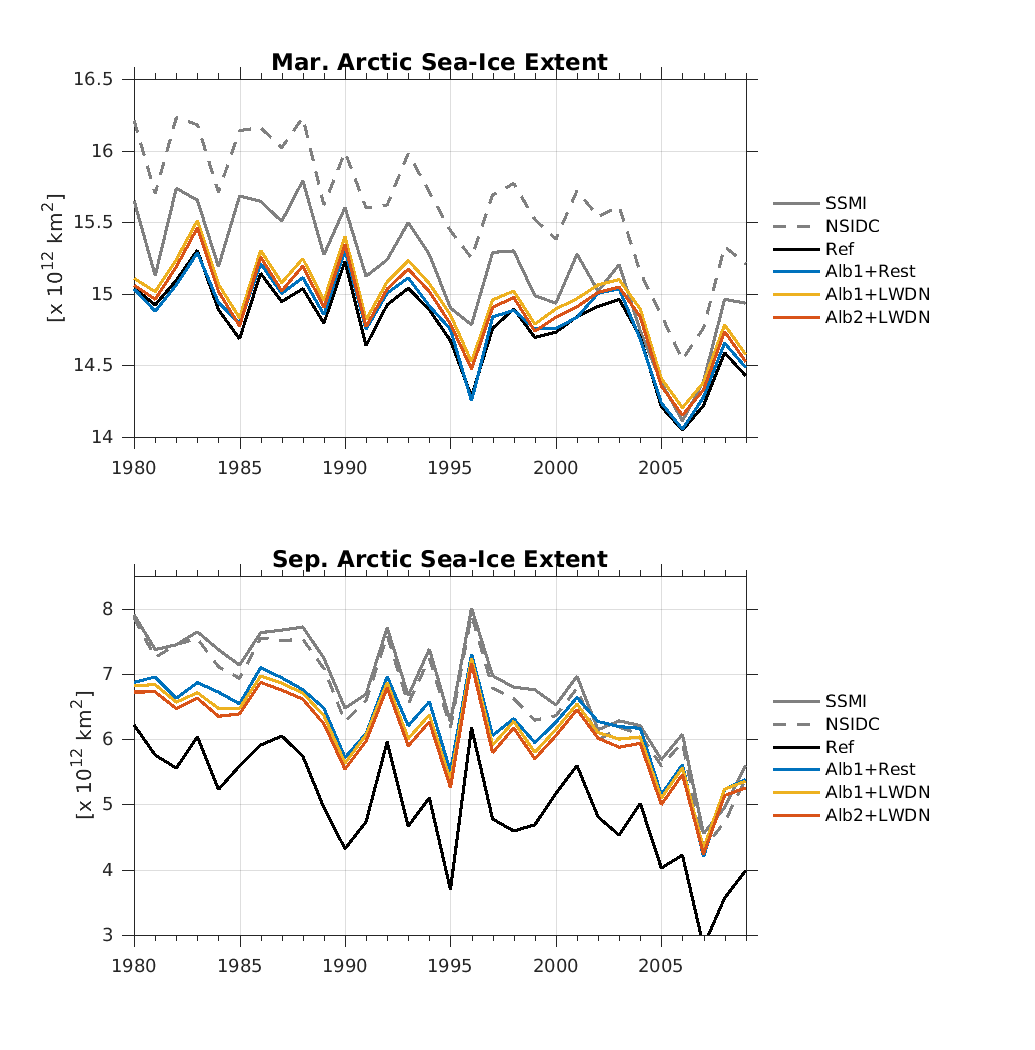 Mar. Arctic Sea-Ice Extent
[x 10^12 km^2]
16.5
16
15.5
15
14.5
14
1980 1985 1990 1995 2000 2005
SSMI
NSIDC
Ref
Alb1+Rest
Alb1+LWDN
Alb2+LWDN
Sep. Arctic Sea-Ice Extent
[x 10^12 km^2]
8
7
6
5
4
3
1980 1985 1990 1995 2000 2005
SSMI
NSIDC
Ref
Alb1+Rest
Alb1+LWDN
Alb2+LWDN